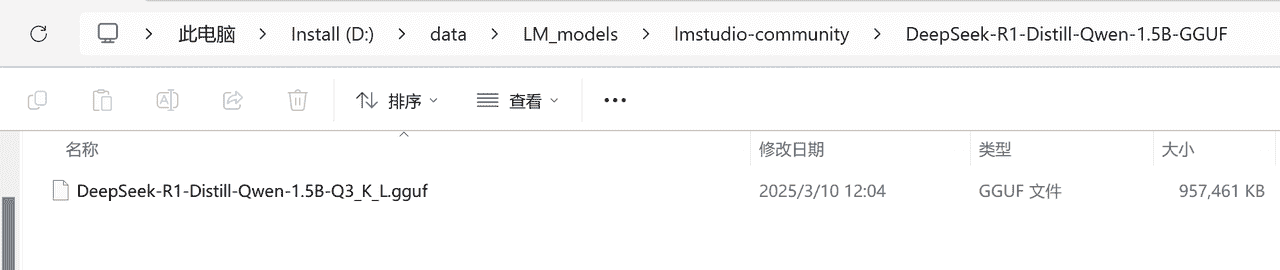 此电脑 > Install (D:) > data > LM_models > lmstudio-community > DeepSeek-R1-Distill-Qwen-1.5B-GGUF
排序 查看 •••
名称 修改日期 类型 大小
DeepSeek-R1-Distill-Qwen-1.5B-Q3_K_L.gguf 2025/3/10 12:04 GGUF 文件 957,461 KB